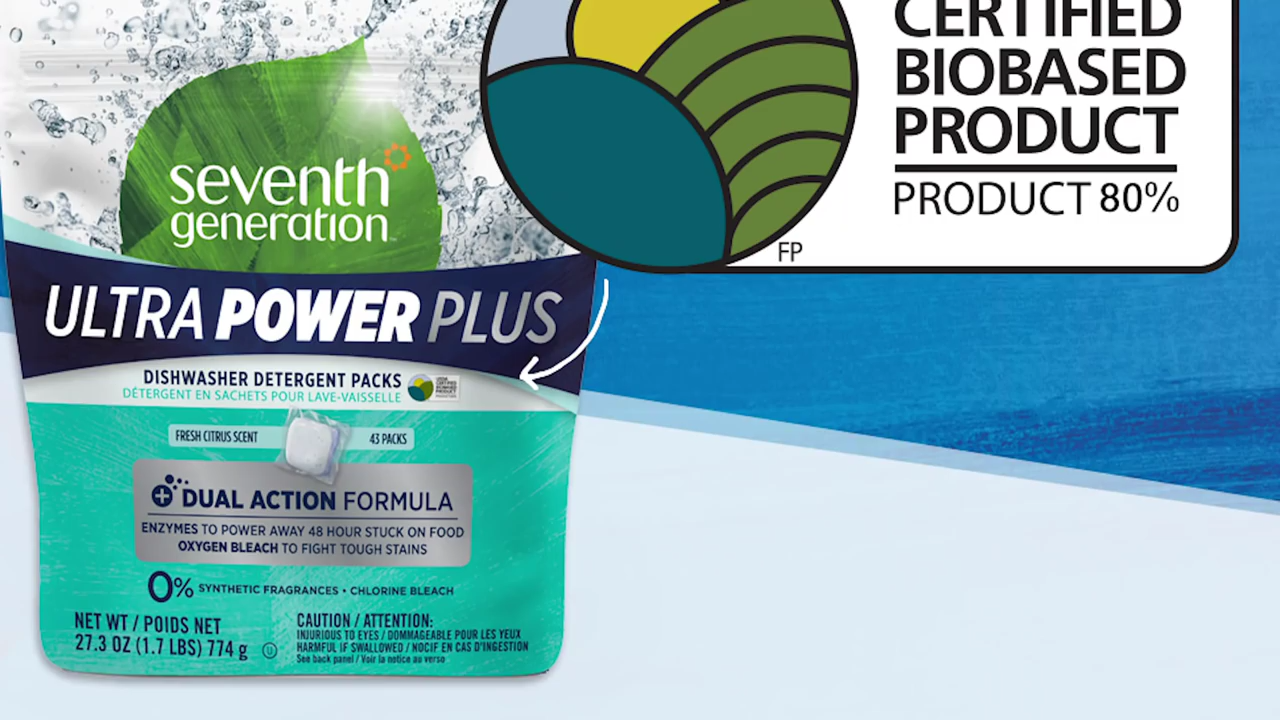 CERTIFIED
BIOBASED
PRODUCT
PRODUCT 80%
FP
seventh
generation
ULTRA POWER PLUS
DISHWASHER DETERGENT PACKS
DÉTERGENT EN SACHETS POUR LAVE-VAISSELLE
FRESH CITRUS SCENT
43 PACKS
DUAL ACTION FORMULA
ENZYMES TO POWER AWAY 48 HOUR STUCK ON FOOD
OXYGEN BLEACH TO FIGHT TOUGH STAINS
0% SYNTHETIC FRAGRANCES • CHLORINE BLEACH
NET WT / POIDS NET
27.3 OZ (1.7 LBS) 774 g
CAUTION / ATTENTION:
INJURIOUS TO EYES / DOMMAGEABLE POUR LES YEUX
HARMFUL IF SWALLOWED / NOCIF EN CAS D'INGESTION
See back panel / Voir la notice au verso